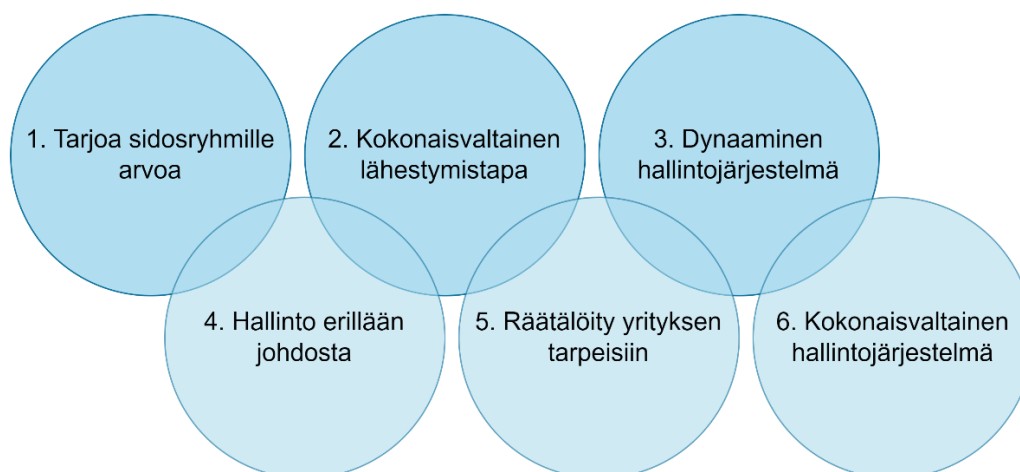 1. Tarjoa sidosryhmille
arvoa
2. Kokonaisvaltainen
lähestymistapa
3. Dynaaminen
hallintojärjestelmä
4. Hallinto erillään
johdosta
5. Räätälöity yrityksen
tarpeisiin
6. Kokonaisvaltainen
hallintojärjestelmä